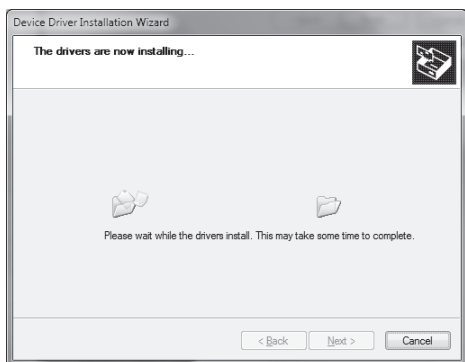 Device Driver Installation Wizard
The drivers are now installing...
Please wait while the drivers install. This may take some time to complete.
< Back
Next >
Cancel